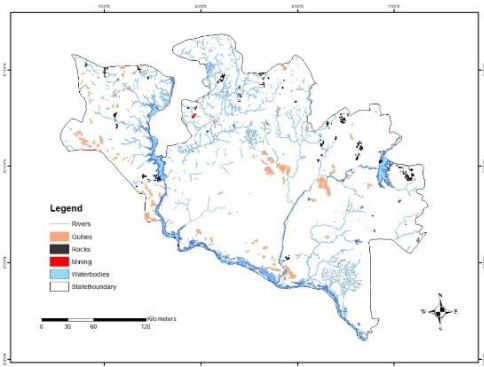 Legend
Rivers
Gullies
Rocks
Mining
Waterbodies
StateBoundary
Kilometers
0 30 60 120
N
W E
S